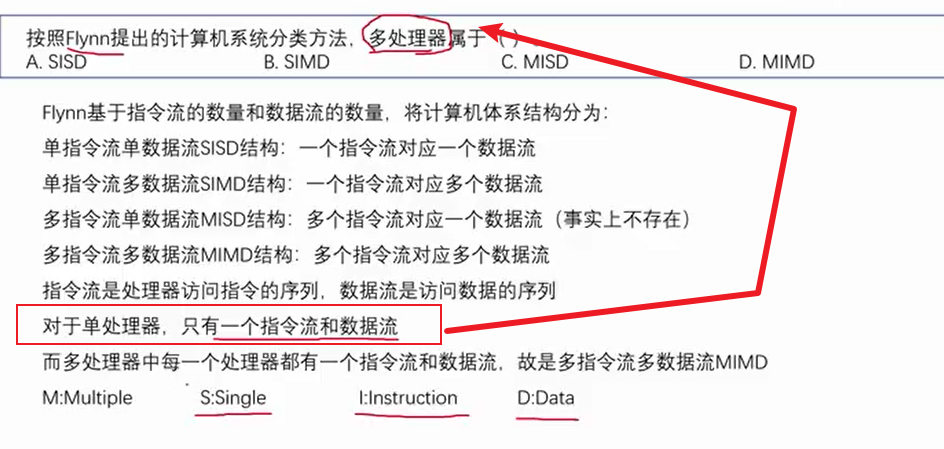 按照Flynn提出的计算机系统分类方法，多处理器属于（ ）
A. SISD B. SIMD C. MISD D. MIMD
Flynn基于指令流的数量和数据流的数量，将计算机体系结构分为：
单指令流单数据流SISD结构：一个指令流对应一个数据流
单指令流多数据流SIMD结构：一个指令流对应多个数据流
多指令流单数据流MISD结构：多个指令流对应一个数据流（事实上不存在）
多指令流多数据流MIMD结构：多个指令流对应多个数据流
指令流是处理器访问指令的序列，数据流是访问数据的序列
对于单处理器，只有一个指令流和数据流
而多处理器中每一个处理器都有一个指令流和数据流，故是多指令流多数据流MIMD
M:Multiple S:Single I:Instruction D:Data